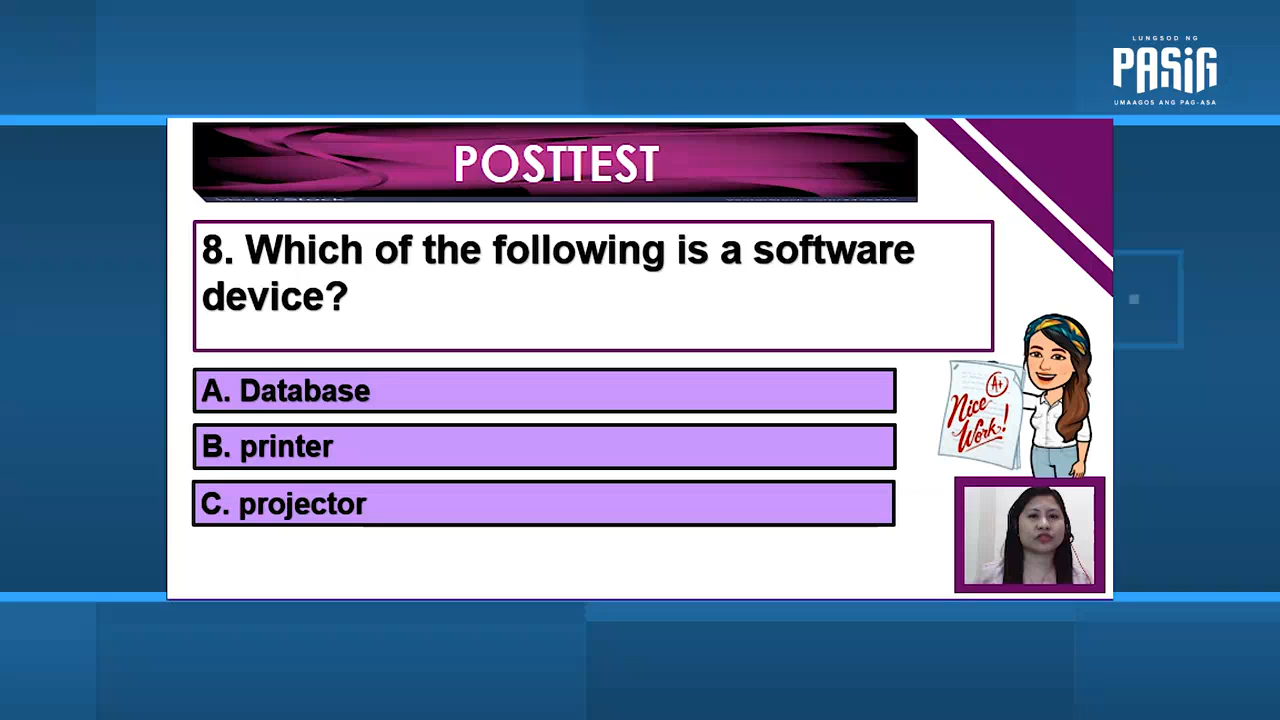 LUNGSOD NG
PASiG
UMAAGOS ANG PAG-ASA
POSTTEST
8. Which of the following is a software
device?
A. Database
B. printer
C. projector
A+
Nice
Work!